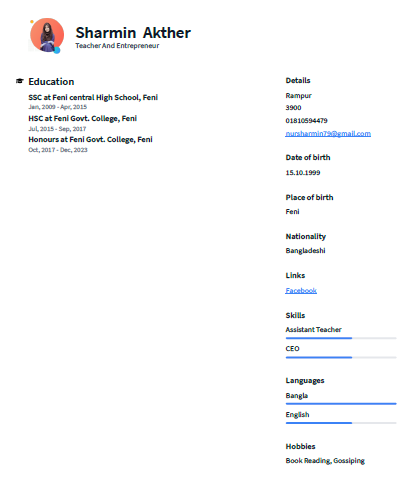 Sharmin Akther
Teacher And Entrepreneur
Education
SSC at Feni central High School, Feni
Jan, 2009 - Apr, 2015
HSC at Feni Govt. College, Feni
Jul, 2015 - Sep, 2017
Honours at Feni Govt. College, Feni
Oct, 2017 - Dec, 2023
Details
Rampur
3900
01810594479
nursharmin79@gmail.com
Date of birth
15.10.1999
Place of birth
Feni
Nationality
Bangladeshi
Links
Facebook
Skills
Assistant Teacher
CEO
Languages
Bangla
English
Hobbies
Book Reading, Gossiping